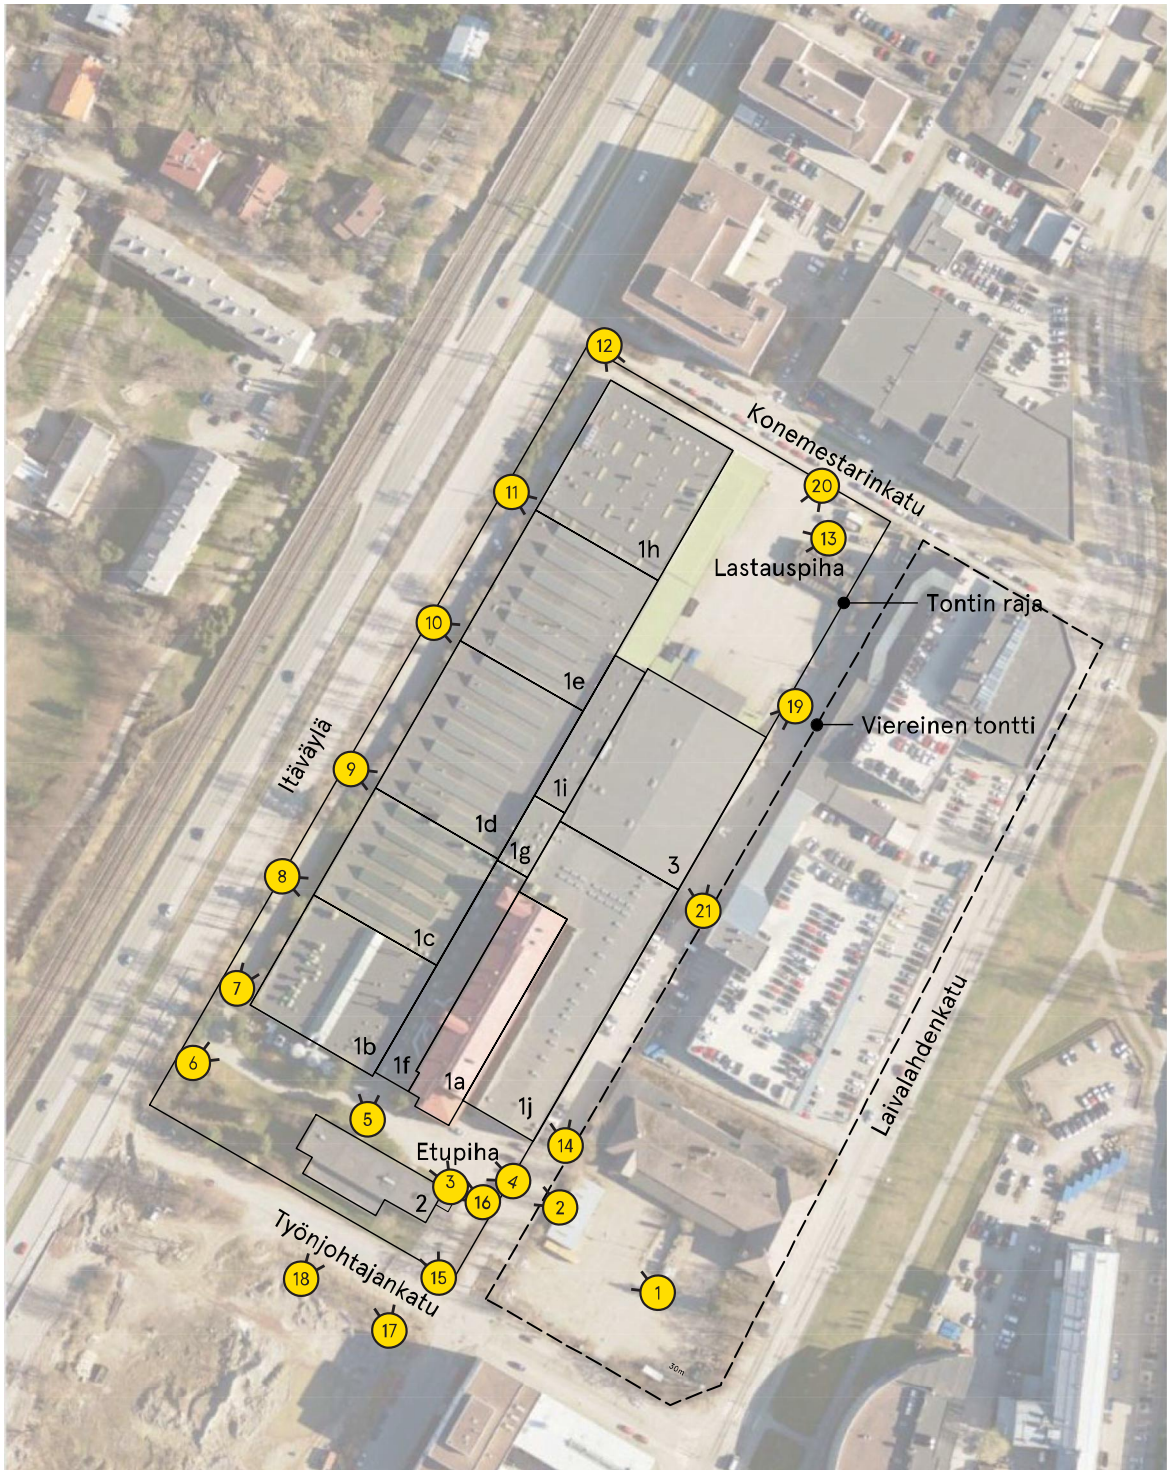 12
Konemestarinkatu
11
20
1h
13
Lastauspiha
Tontin raja
10
1e
19
Viereinen tontti
Itäväylä
9
1i
1d
1g
3
8
21
1c
7
1b
1f
1a
1j
Laivalahdenkatu
6
5
14
Etupiha
3
4
2
16
2
Työnjohtajankatu
18
15
1
17
30m